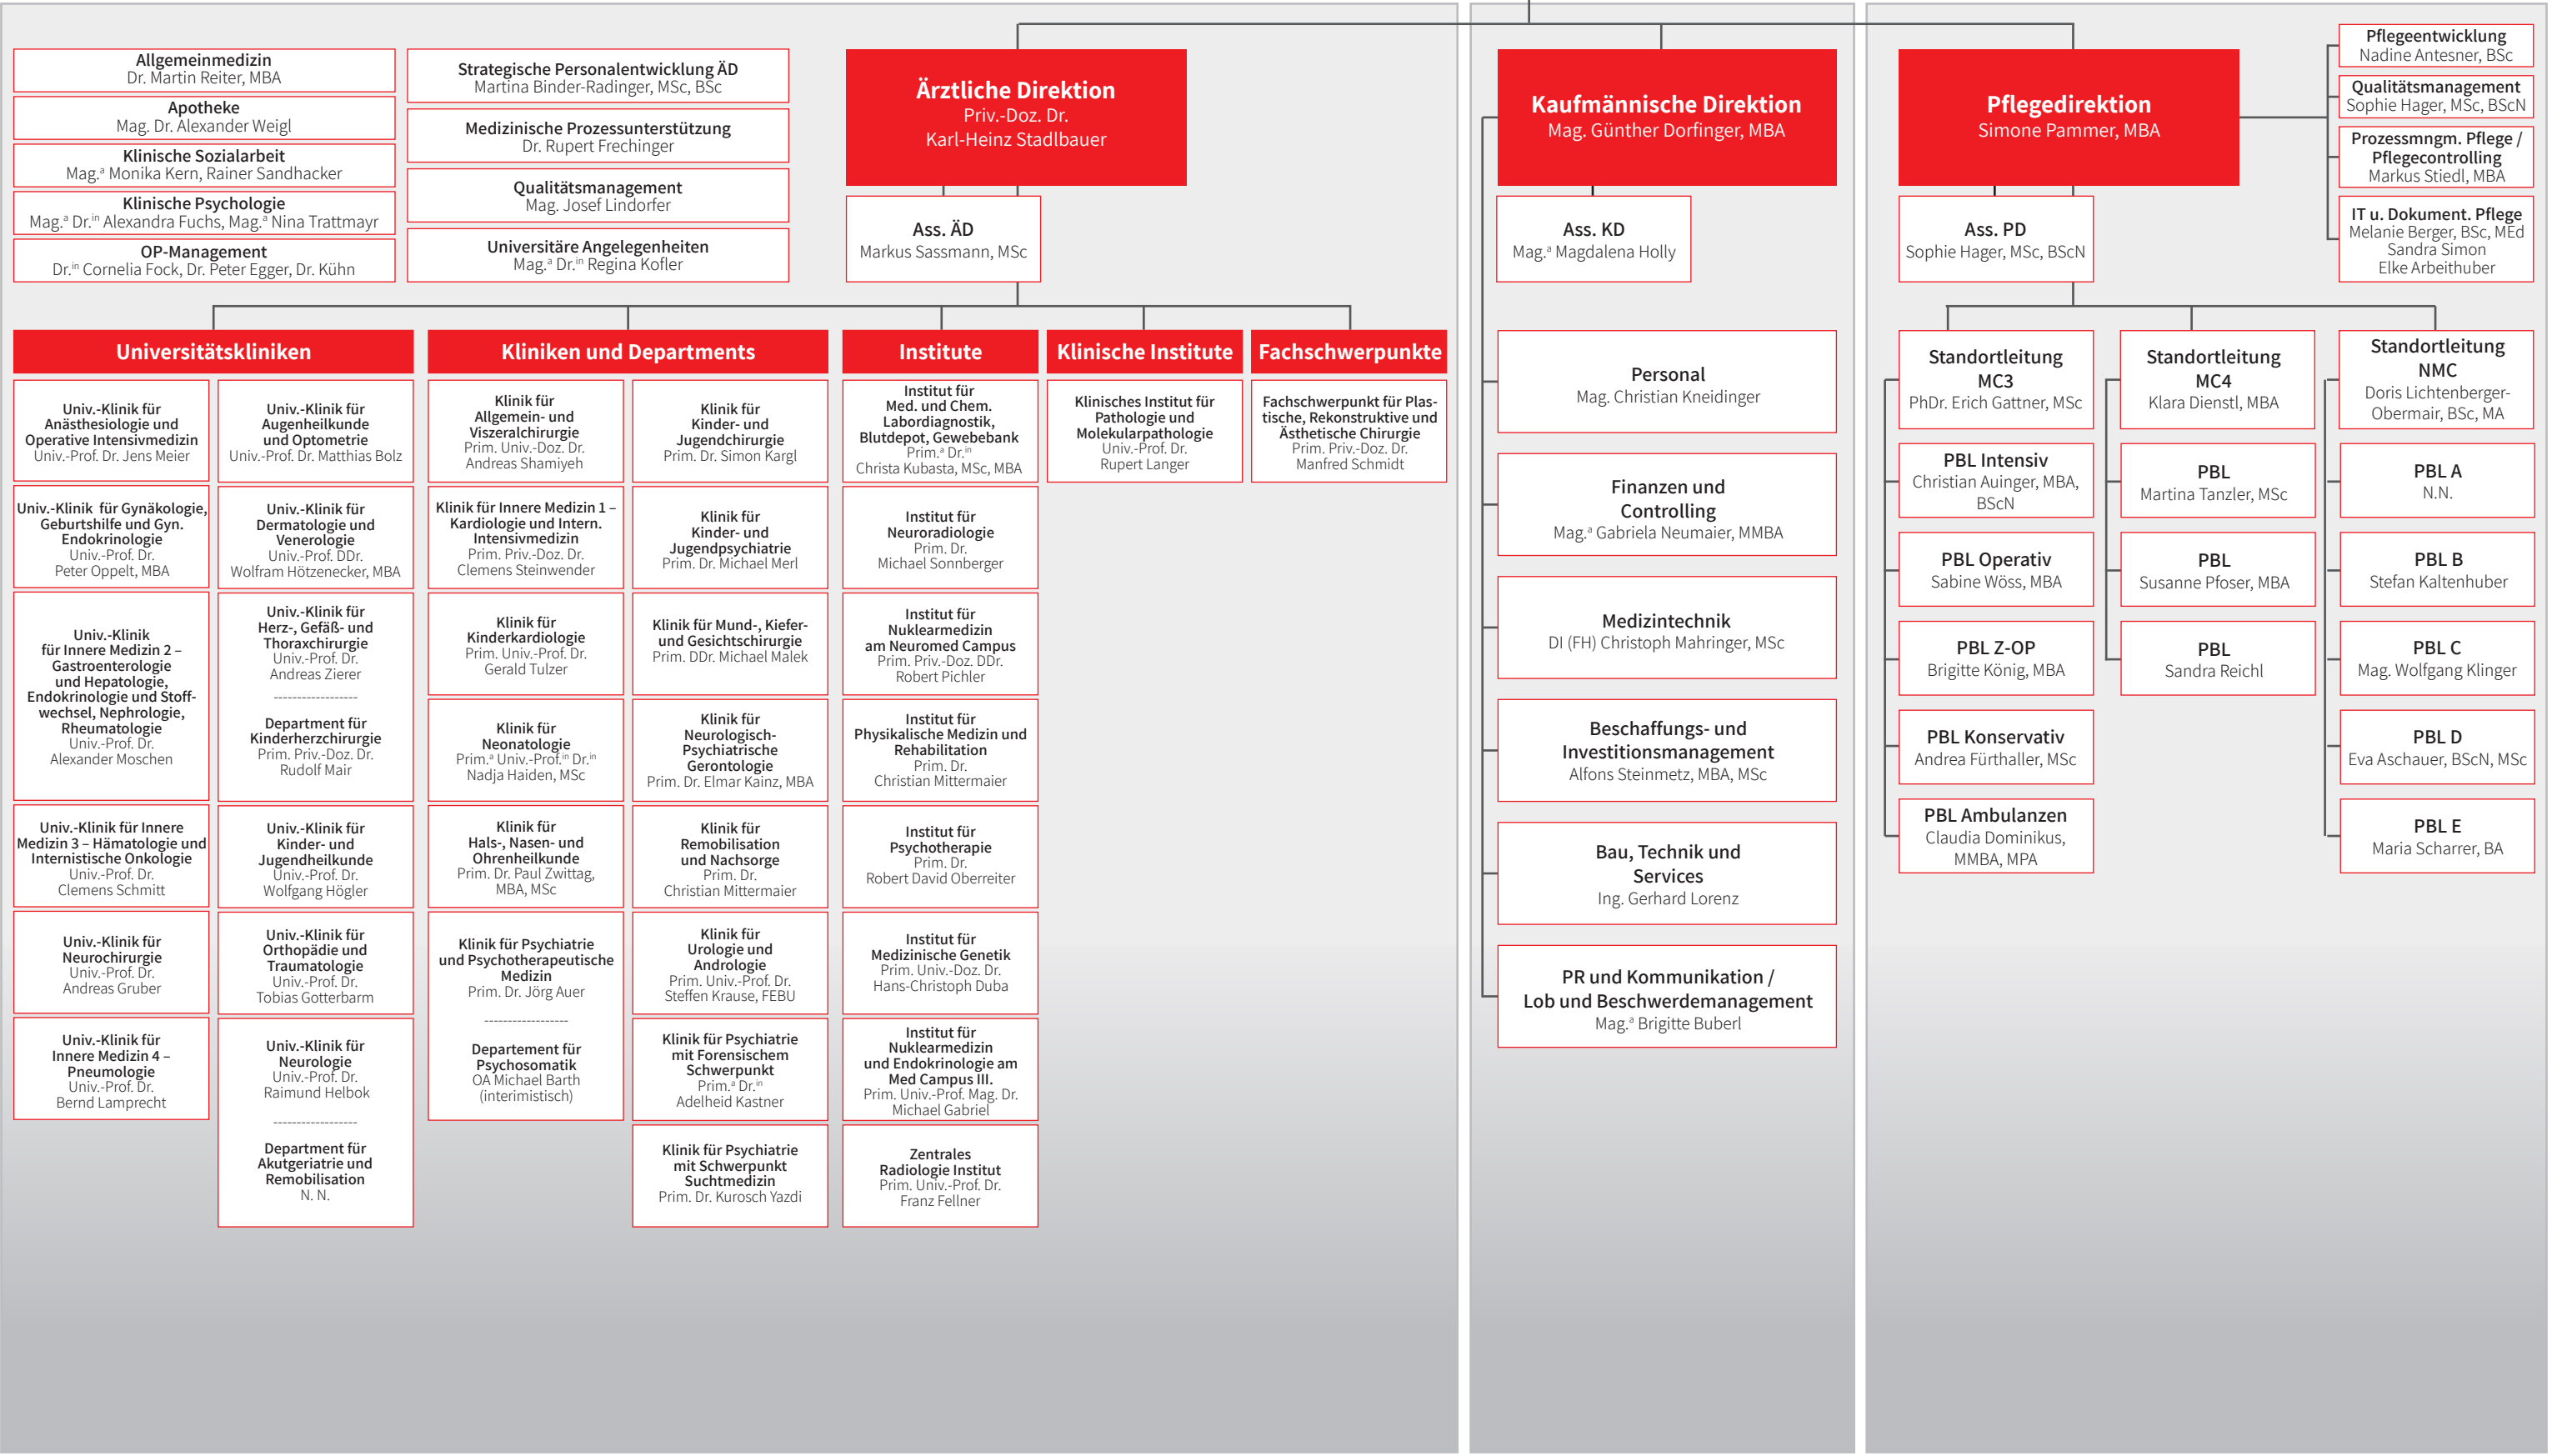 Allgemeinmedizin
Dr. Martin Reiter, MBA
Apotheke
Mag. Dr. Alexander Weigl
Klinische Sozialarbeit
Mag.ª Monika Kern, Rainer Sandhacker
Klinische Psychologie
Mag.ª Dr.ⁱⁿ Alexandra Fuchs, Mag.ª Nina Trattmayr
OP-Management
Dr.ⁱⁿ Cornelia Fock, Dr. Peter Egger, Dr. Kühn
Strategische Personalentwicklung ÄD
Martina Binder-Radinger, MSc, BSc
Medizinische Prozessunterstützung
Dr. Rupert Frechinger
Qualitätsmanagement
Mag. Josef Lindorfer
Universitäre Angelegenheiten
Mag.ª Dr.ⁱⁿ Regina Kofler
Ärztliche Direktion
Priv.-Doz. Dr.
Karl-Heinz Stadlbauer
Ass. ÄD
Markus Sassmann, MSc
Universitätskliniken
Univ.-Klinik für
Anästhesiologie und
Operative Intensivmedizin
Univ.-Prof. Dr. Jens Meier
Univ.-Klinik für Gynäkologie,
Geburtshilfe und Gyn.
Endokrinologie
Univ.-Prof. Dr.
Peter Oppelt, MBA
Univ.-Klinik
für Innere Medizin 2 –
Gastroenterologie
und Hepatologie,
Endokrinologie und Stoff-
wechsel, Nephrologie,
Rheumatologie
Univ.-Prof. Dr.
Alexander Moschen
Univ.-Klinik für Innere
Medizin 3 – Hämatologie und
Internistische Onkologie
Univ.-Prof. Dr.
Clemens Schmitt
Univ.-Klinik für
Neurochirurgie
Univ.-Prof. Dr.
Andreas Gruber
Univ.-Klinik für
Innere Medizin 4 –
Pneumologie
Univ.-Prof. Dr.
Bernd Lamprecht
Univ.-Klinik für
Augenheilkunde
und Optometrie
Univ.-Prof. Dr. Matthias Bolz
Univ.-Klinik für
Dermatologie und
Venerologie
Univ.-Prof. DDr.
Wolfram Hötzenecker, MBA
Univ.-Klinik für
Herz-, Gefäß- und
Thoraxchirurgie
Univ.-Prof. Dr.
Andreas Zierer
------------------
Department für
Kinderherzchirurgie
Prim. Priv.-Doz. Dr.
Rudolf Mair
Univ.-Klinik für
Kinder- und
Jugendheilkunde
Univ.-Prof. Dr.
Wolfgang Högler
Univ.-Klinik für
Orthopädie und
Traumatologie
Univ.-Prof. Dr.
Tobias Gotterbarm
Univ.-Klinik für
Neurologie
Univ.-Prof. Dr.
Raimund Helbok
------------------
Department für
Akutgeriatrie und
Remobilisation
N. N.
Kliniken und Departments
Klinik für
Allgemein- und
Viszeralchirurgie
Prim. Univ.-Doz. Dr.
Andreas Shamiyeh
Klinik für Innere Medizin 1 –
Kardiologie und Intern.
Intensivmedizin
Prim. Priv.-Doz. Dr.
Clemens Steinwender
Klinik für
Kinderkardiologie
Prim. Univ.-Prof. Dr.
Gerald Tulzer
Klinik für
Neonatologie
Prim.ª Univ.-Prof.ⁱⁿ Dr.ⁱⁿ
Nadja Haiden, MSc
Klinik für
Hals-, Nasen- und
Ohrenheilkunde
Prim. Dr. Paul Zwittag,
MBA, MSc
Klinik für Psychiatrie
und Psychotherapeutische
Medizin
Prim. Dr. Jörg Auer
------------------
Departement für
Psychosomatik
OA Michael Barth
(interimistisch)
Klinik für
Kinder- und
Jugendchirurgie
Prim. Dr. Simon Kargl
Klinik für
Kinder- und
Jugendpsychiatrie
Prim. Dr. Michael Merl
Klinik für Mund-, Kiefer-
und Gesichtschirurgie
Prim. DDr. Michael Malek
Klinik für
Neurologisch-
Psychiatrische
Gerontologie
Prim. Dr. Elmar Kainz, MBA
Klinik für
Remobilisation
und Nachsorge
Prim. Dr.
Christian Mittermaier
Klinik für
Urologie und
Andrologie
Prim. Univ.-Prof. Dr.
Steffen Krause, FEBU
Klinik für Psychiatrie
mit Forensischem
Schwerpunkt
Prim.ª Dr.ⁱⁿ
Adelheid Kastner
Klinik für Psychiatrie
mit Schwerpunkt
Suchtmedizin
Prim. Dr. Kurosch Yazdi
Institute
Institut für
Med. und Chem.
Labordiagnostik,
Blutdepot, Gewebebank
Prim.ª Dr.ⁱⁿ
Christa Kubasta, MSc, MBA
Institut für
Neuroradiologie
Prim. Dr.
Michael Sonnberger
Institut für
Nuklearmedizin
am Neuromed Campus
Prim. Priv.-Doz. DDr.
Robert Pichler
Institut für
Physikalische Medizin und
Rehabilitation
Prim. Dr.
Christian Mittermaier
Institut für
Psychotherapie
Prim. Dr.
Robert David Oberreiter
Institut für
Medizinische Genetik
Prim. Univ.-Doz. Dr.
Hans-Christoph Duba
Institut für
Nuklearmedizin
und Endokrinologie am
Med Campus III.
Prim. Univ.-Prof. Mag. Dr.
Michael Gabriel
Zentrales
Radiologie Institut
Prim. Univ.-Prof. Dr.
Franz Fellner
Klinische Institute
Klinisches Institut für
Pathologie und
Molekularpathologie
Univ.-Prof. Dr.
Rupert Langer
Fachschwerpunkte
Fachschwerpunkt für Plas-
tische, Rekonstruktive und
Ästhetische Chirurgie
Prim. Priv.-Doz. Dr.
Manfred Schmidt
Kaufmännische Direktion
Mag. Günther Dorfinger, MBA
Ass. KD
Mag.ª Magdalena Holly
Personal
Mag. Christian Kneidinger
Finanzen und
Controlling
Mag.ª Gabriela Neumaier, MMBA
Medizintechnik
DI (FH) Christoph Mahringer, MSc
Beschaffungs- und
Investitionsmanagement
Alfons Steinmetz, MBA, MSc
Bau, Technik und
Services
Ing. Gerhard Lorenz
PR und Kommunikation /
Lob und Beschwerdemanagement
Mag.ª Brigitte Buberl
Pflegedirektion
Simone Pammer, MBA
Ass. PD
Sophie Hager, MSc, BScN
Pflegeentwicklung
Nadine Antesner, BSc
Qualitätsmanagement
Sophie Hager, MSc, BScN
Prozessmngm. Pflege /
Pflegecontrolling
Markus Stiedl, MBA
IT u. Dokument. Pflege
Melanie Berger, BSc, MEd
Sandra Simon
Elke Arbeithuber
Standortleitung
MC3
PhDr. Erich Gattner, MSc
PBL Intensiv
Christian Auinger, MBA,
BScN
PBL Operativ
Sabine Wöss, MBA
PBL Z-OP
Brigitte König, MBA
PBL Konservativ
Andrea Fürthaller, MSc
PBL Ambulanzen
Claudia Dominikus,
MMBA, MPA
Standortleitung
MC4
Klara Dienstl, MBA
PBL
Martina Tanzler, MSc
PBL
Susanne Pfoser, MBA
PBL
Sandra Reichl
Standortleitung
NMC
Doris Lichtenberger-
Obermair, BSc, MA
PBL A
N.N.
PBL B
Stefan Kaltenhuber
PBL C
Mag. Wolfgang Klinger
PBL D
Eva Aschauer, BScN, MSc
PBL E
Maria Scharrer, BA